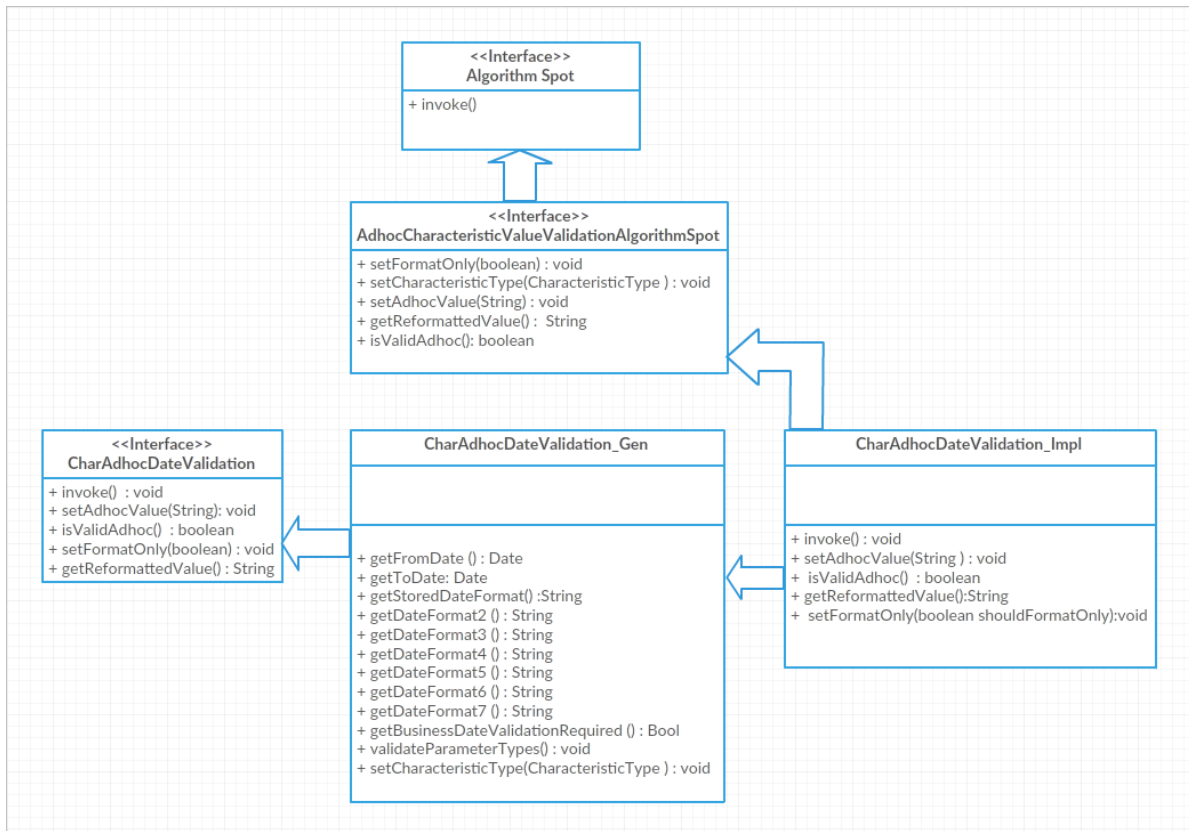 <<Interface>>
Algorithm Spot
+ invoke()
<<Interface>>
AdhocCharacteristicValueValidationAlgorithmSpot
+ setFormatOnly(boolean) : void
+ setCharacteristicType(CharacteristicType ) : void
+ setAdhocValue(String) : void
+ getReformattedValue() : String
+ isValidAdhoc(): boolean
<<Interface>>
CharAdhocDateValidation
+ invoke() : void
+ setAdhocValue(String): void
+ isValidAdhoc() : boolean
+ setFormatOnly(boolean) : void
+ getReformattedValue() : String
CharAdhocDateValidation_Gen
+ getFromDate () : Date
+ getToDate: Date
+ getStoredDateFormat() :String
+ getDateFormat2 () : String
+ getDateFormat3 () : String
+ getDateFormat4 () : String
+ getDateFormat5 () : String
+ getDateFormat6 () : String
+ getDateFormat7 () : String
+ getBusinessDateValidationRequired () : Bool
+ validateParameterTypes() : void
+ setCharacteristicType(CharacteristicType ) : void
CharAdhocDateValidation_Impl
+ invoke() : void
+ setAdhocValue(String ) : void
+ isValidAdhoc() : boolean
+ getReformattedValue():String
+ setFormatOnly(boolean shouldFormatOnly):void